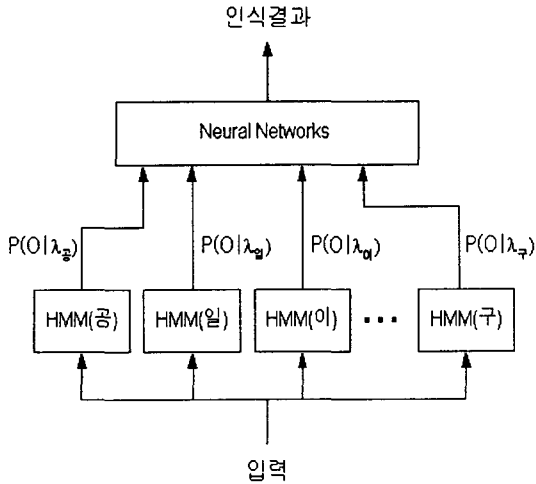 인식결과
Neural Networks
P(O|λ공) P(O|λ일) P(O|λ이) P(O|λ구)
HMM(공) HMM(일) HMM(이) ··· HMM(구)
입력